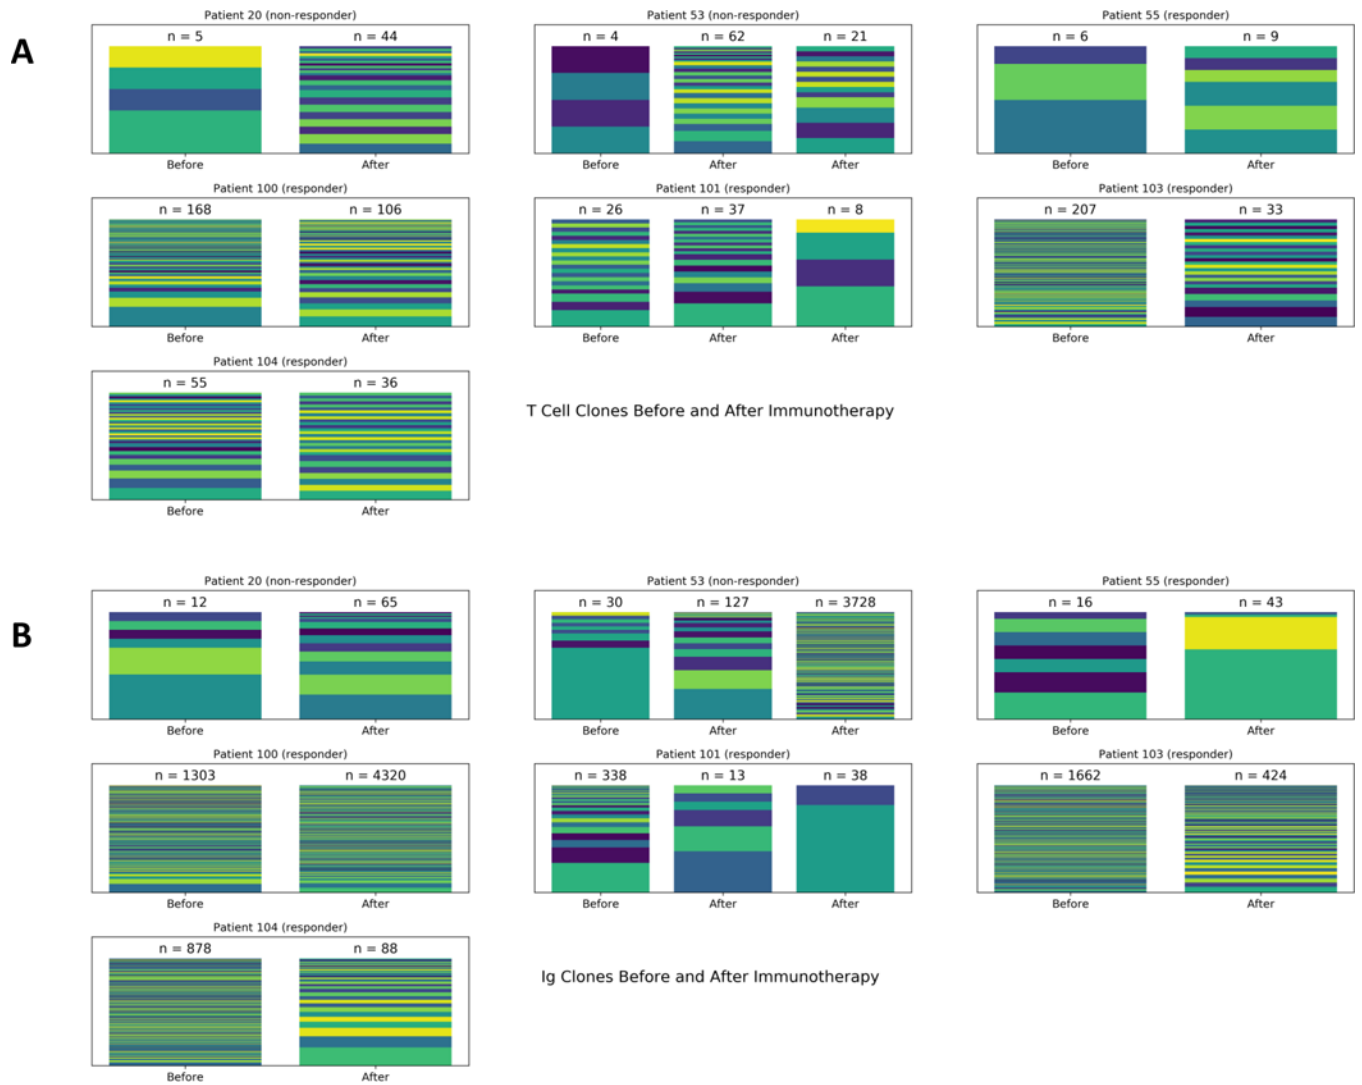 A
Patient 20 (non-responder)
n = 5
n = 44
Before
After
Patient 53 (non-responder)
n = 4
n = 62
n = 21
Before
After
After
Patient 55 (responder)
n = 6
n = 9
Before
After
Patient 100 (responder)
n = 168
n = 106
Before
After
Patient 101 (responder)
n = 26
n = 37
n = 8
Before
After
After
Patient 103 (responder)
n = 207
n = 33
Before
After
Patient 104 (responder)
n = 55
n = 36
Before
After
T Cell Clones Before and After Immunotherapy
B
Patient 20 (non-responder)
n = 12
n = 65
Before
After
Patient 53 (non-responder)
n = 30
n = 127
n = 3728
Before
After
After
Patient 55 (responder)
n = 16
n = 43
Before
After
Patient 100 (responder)
n = 1303
n = 4320
Before
After
Patient 101 (responder)
n = 338
n = 13
n = 38
Before
After
After
Patient 103 (responder)
n = 1662
n = 424
Before
After
Patient 104 (responder)
n = 878
n = 88
Before
After
Ig Clones Before and After Immunotherapy